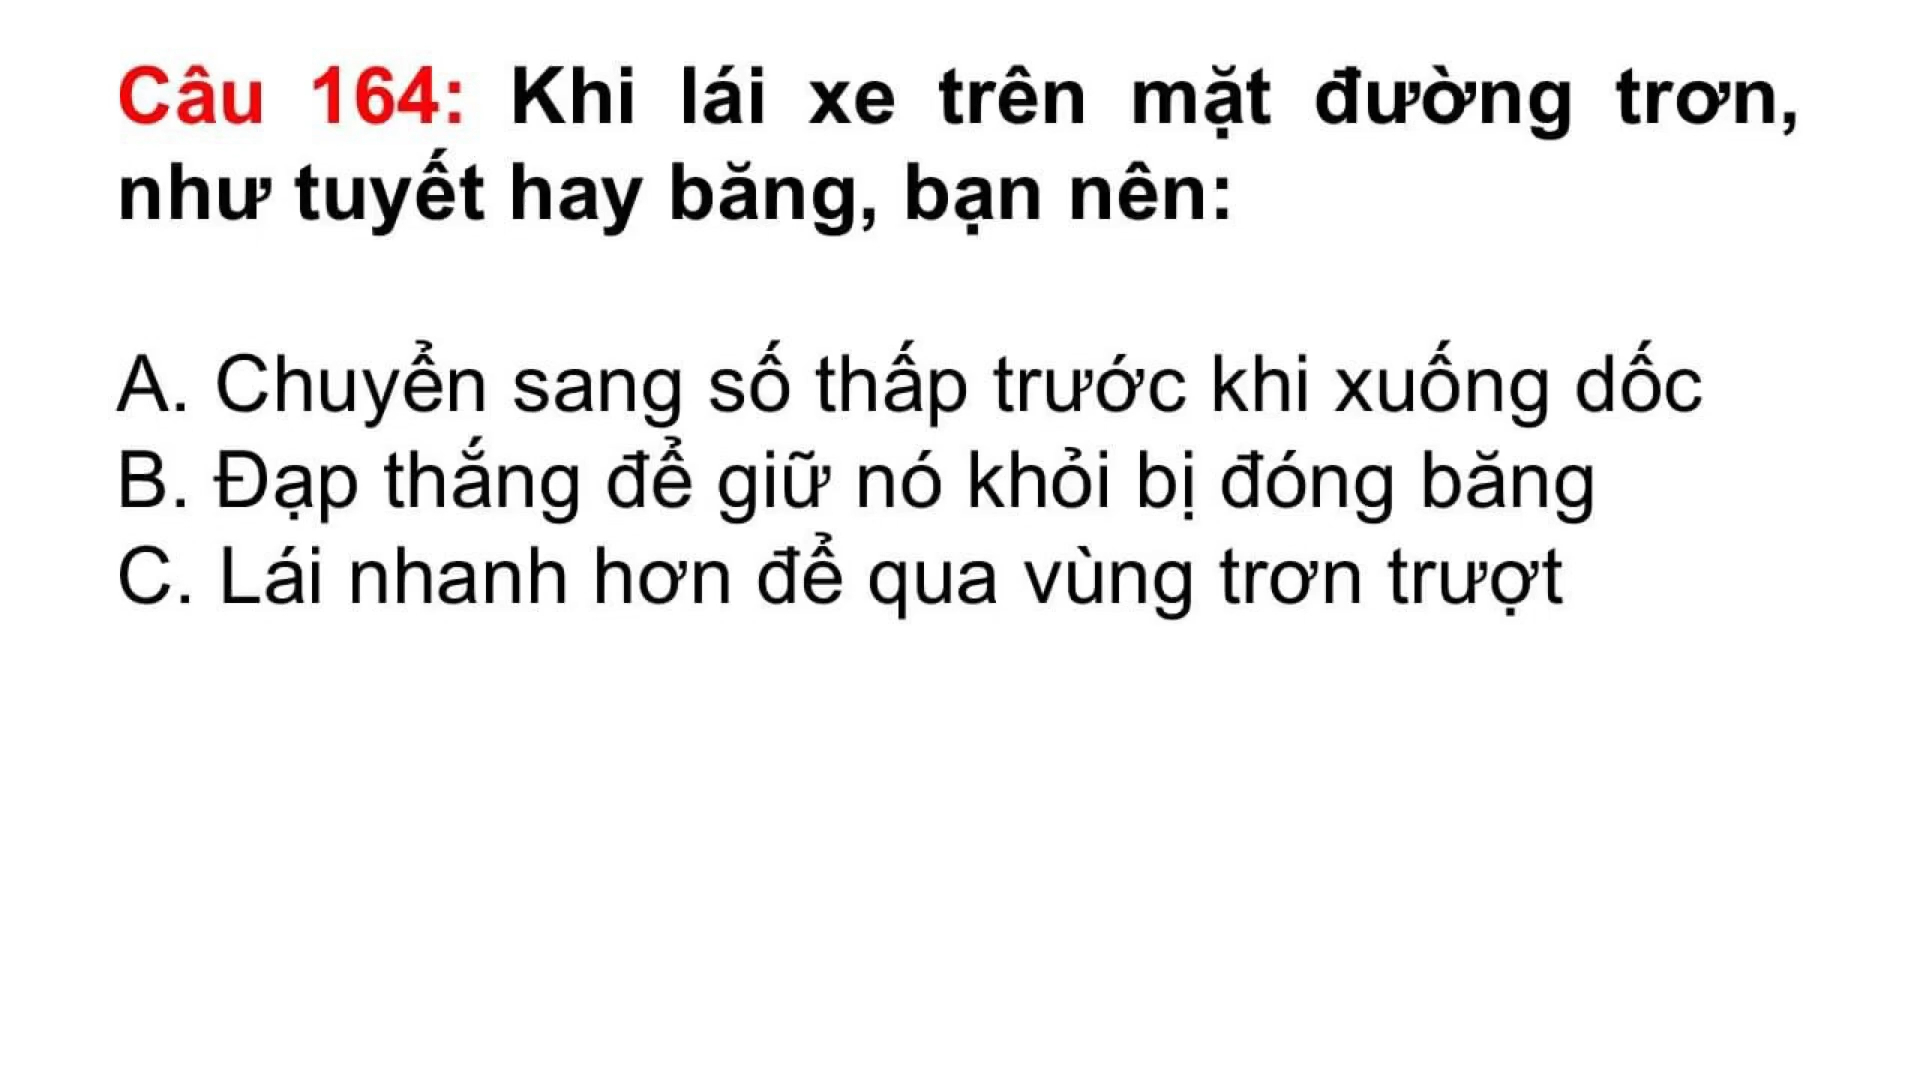 Câu 164: Khi lái xe trên mặt đường trơn,
như tuyết hay băng, bạn nên:
A. Chuyển sang số thấp trước khi xuống dốc
B. Đạp thắng để giữ nó khỏi bị đóng băng
C. Lái nhanh hơn để qua vùng trơn trượt